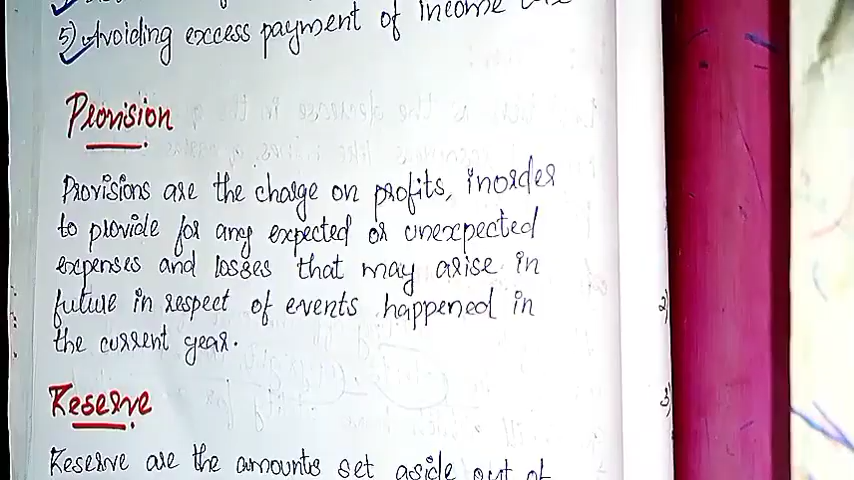 5) Avoiding excess payment of income
Provision
Provisions are the charge on profits, inorder
to provide for any expected or unexpected
expenses and losses that may arise in
future in respect of events happened in
the current year.
Reserve
Reserve are the amounts set aside out of
2)
3)